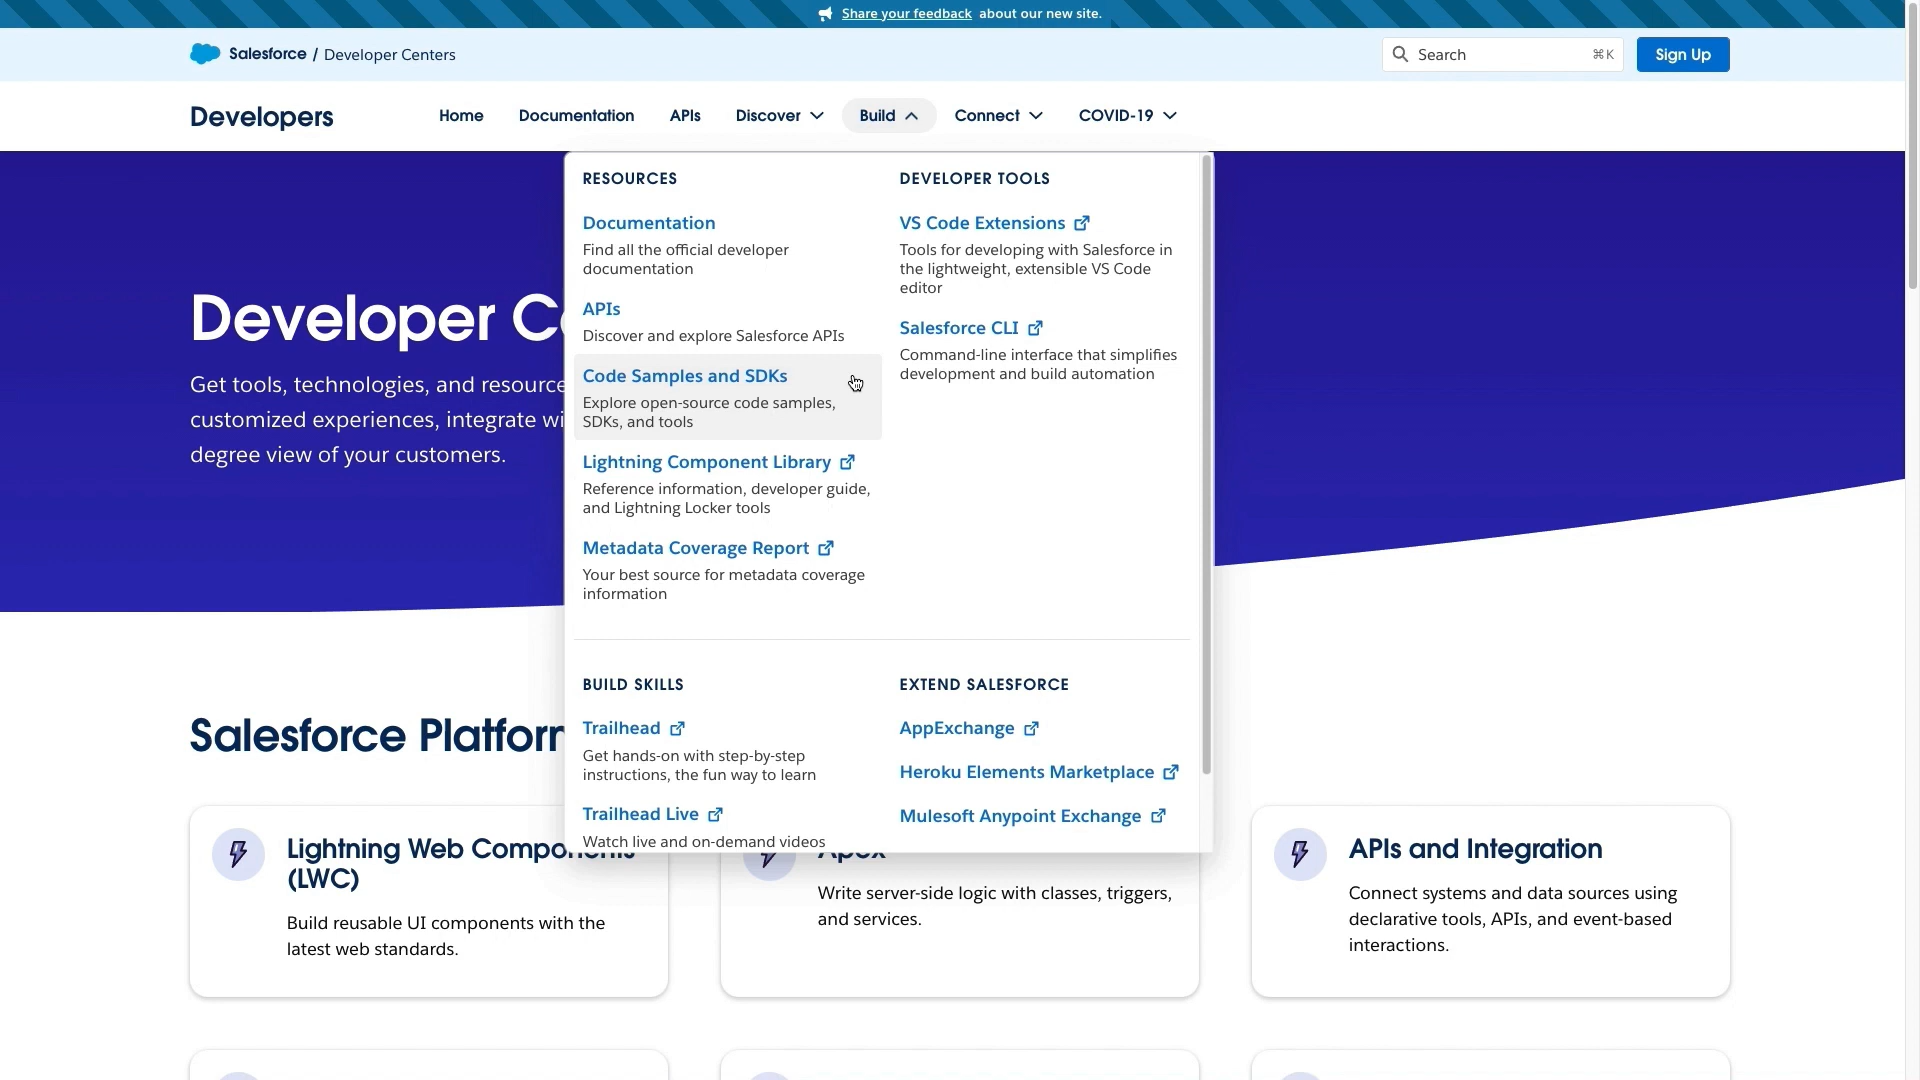 Share your feedback about our new site.
Salesforce / Developer Centers
Search
⌘K
Sign Up
Developers
Home
Documentation
APIs
Discover
Build
Connect
COVID-19
RESOURCES
Documentation
Find all the official developer
documentation
APIs
Discover and explore Salesforce APIs
Code Samples and SDKs
Explore open-source code samples,
SDKs, and tools
Lightning Component Library
Reference information, developer guide,
and Lightning Locker tools
Metadata Coverage Report
Your best source for metadata coverage
information
DEVELOPER TOOLS
VS Code Extensions
Tools for developing with Salesforce in
the lightweight, extensible VS Code
editor
Salesforce CLI
Command-line interface that simplifies
development and build automation
BUILD SKILLS
Trailhead
Get hands-on with step-by-step
instructions, the fun way to learn
Trailhead Live
Watch live and on-demand videos
EXTEND SALESFORCE
AppExchange
Heroku Elements Marketplace
Mulesoft Anypoint Exchange
Developer C
Get tools, technologies, and resource
customized experiences, integrate wi
degree view of your customers.
Salesforce Platform
Lightning Web Components
(LWC)
Build reusable UI components with the
latest web standards.
Apex
Write server-side logic with classes, triggers,
and services.
APIs and Integration
Connect systems and data sources using
declarative tools, APIs, and event-based
interactions.